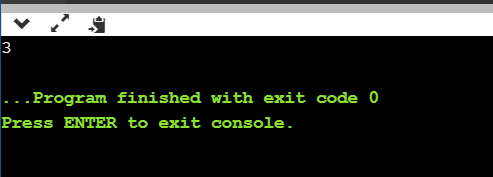 3
...Program finished with exit code 0
Press ENTER to exit console.